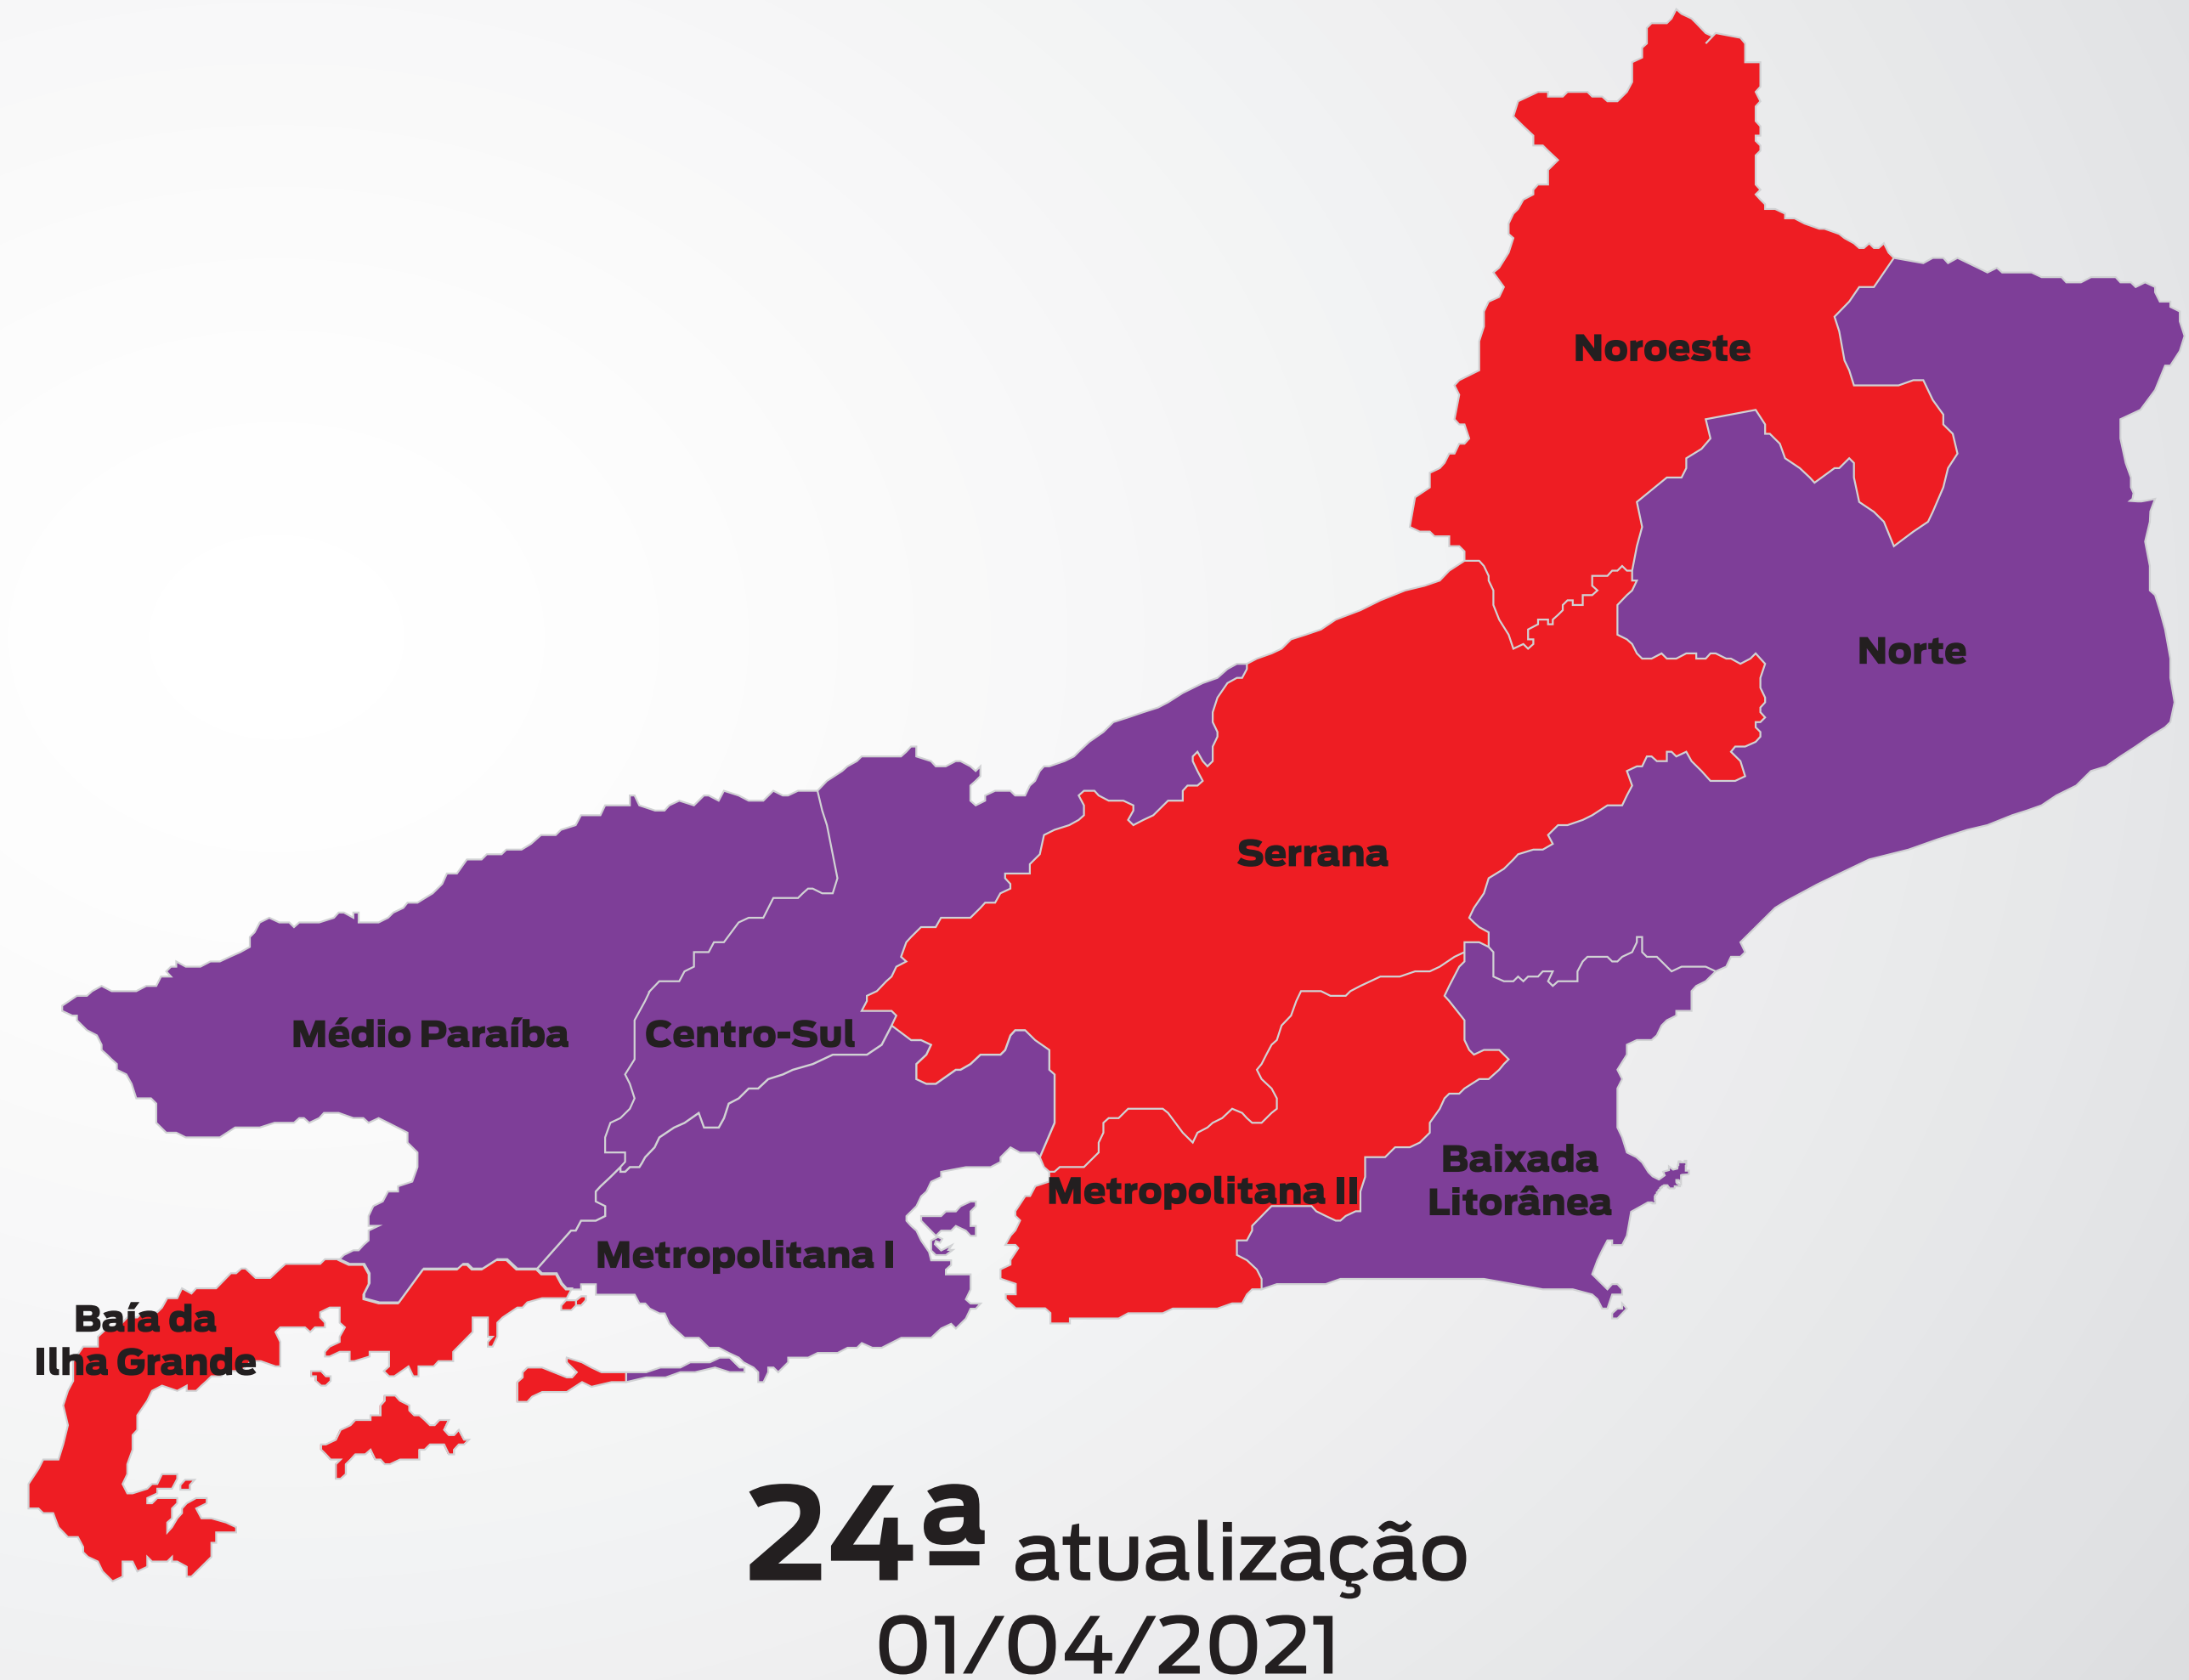 Noroeste
Norte
Serrana
Médio Paraíba
Centro-Sul
Baixada
Litorânea
Metropolitana II
Metropolitana I
Baía da
Ilha Grande
24ª atualização
01/04/2021